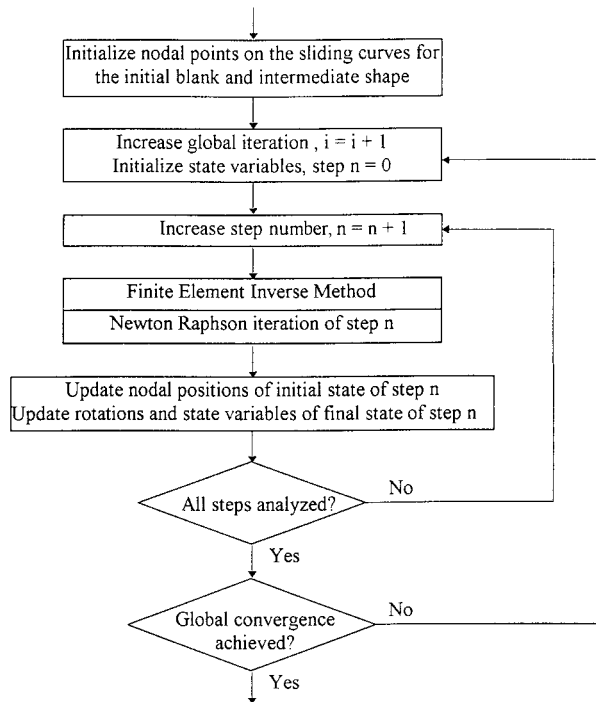 Initialize nodal points on the sliding curves for
the initial blank and intermediate shape
Increase global iteration , i = i + 1
Initialize state variables, step n = 0
Increase step number, n = n + 1
Finite Element Inverse Method
Newton Raphson iteration of step n
Update nodal positions of initial state of step n
Update rotations and state variables of final state of step n
All steps analyzed?
No
Yes
Global convergence
achieved?
No
Yes